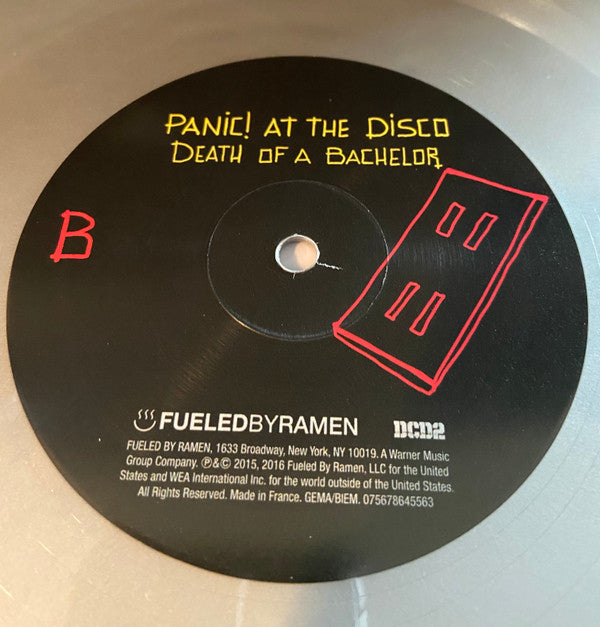 PANIC! AT THE DISCO
DEATH OF A BACHELOR
B
FUELEDBYRAMEN DCD2
FUELED BY RAMEN, 1633 Broadway, New York, NY 10019. A Warner Music
Group Company. ℗&© 2015, 2016 Fueled By Ramen, LLC for the United
States and WEA International Inc. for the world outside of the United States.
All Rights Reserved. Made in France. GEMA/BIEM. 075678645563